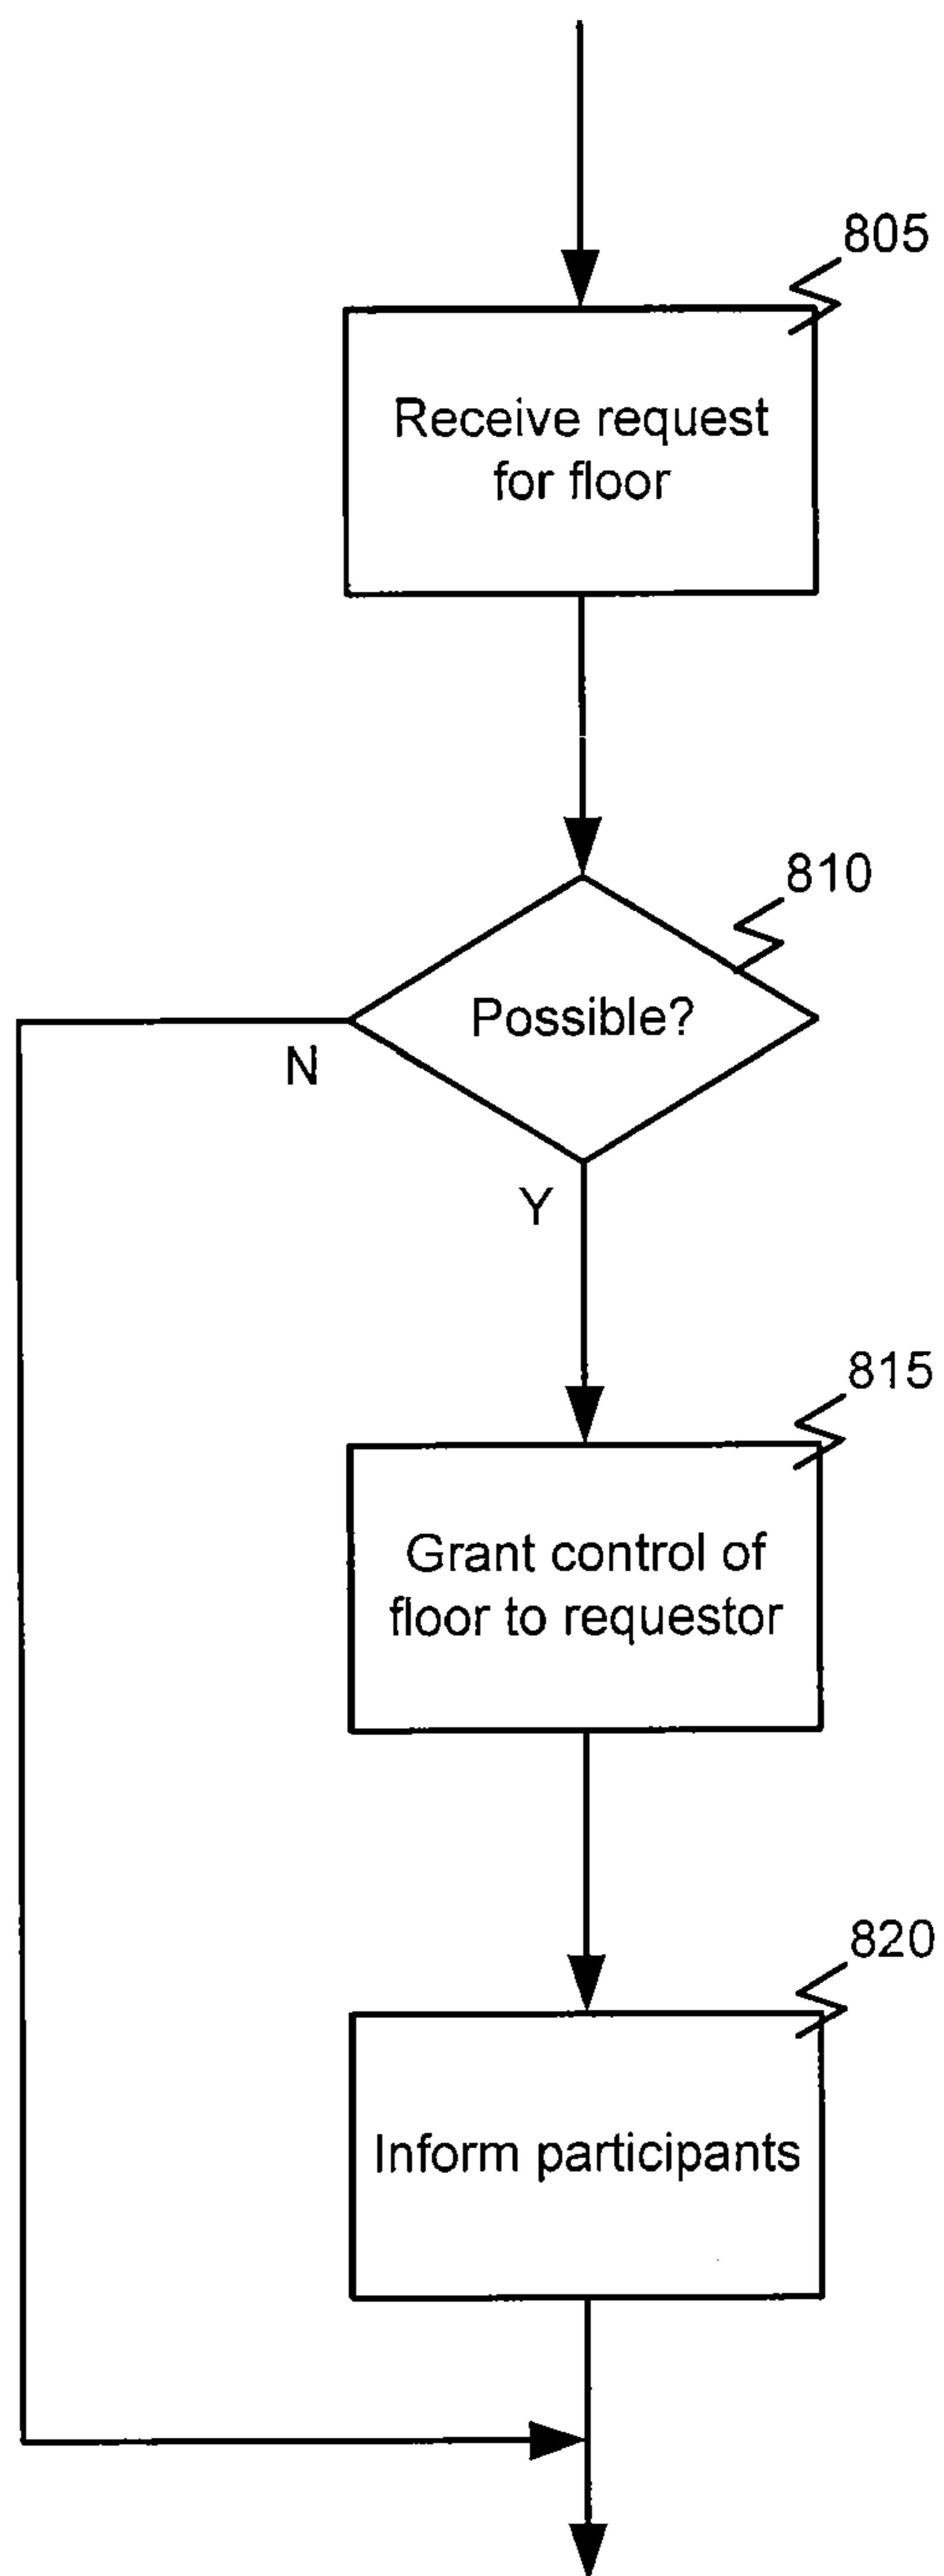 805
Receive request
for floor
810
Possible?
N
Y
815
Grant control of
floor to requestor
820
Inform participants